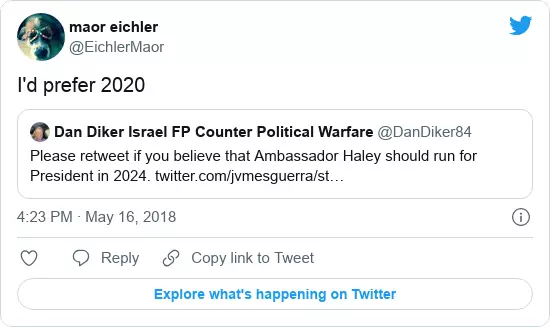 maor eichler
@EichlerMaor
I'd prefer 2020
Dan Diker Israel FP Counter Political Warfare @DanDiker84
Please retweet if you believe that Ambassador Haley should run for
President in 2024. twitter.com/jvmesguerra/st…
4:23 PM · May 16, 2018
Reply Copy link to Tweet
Explore what's happening on Twitter